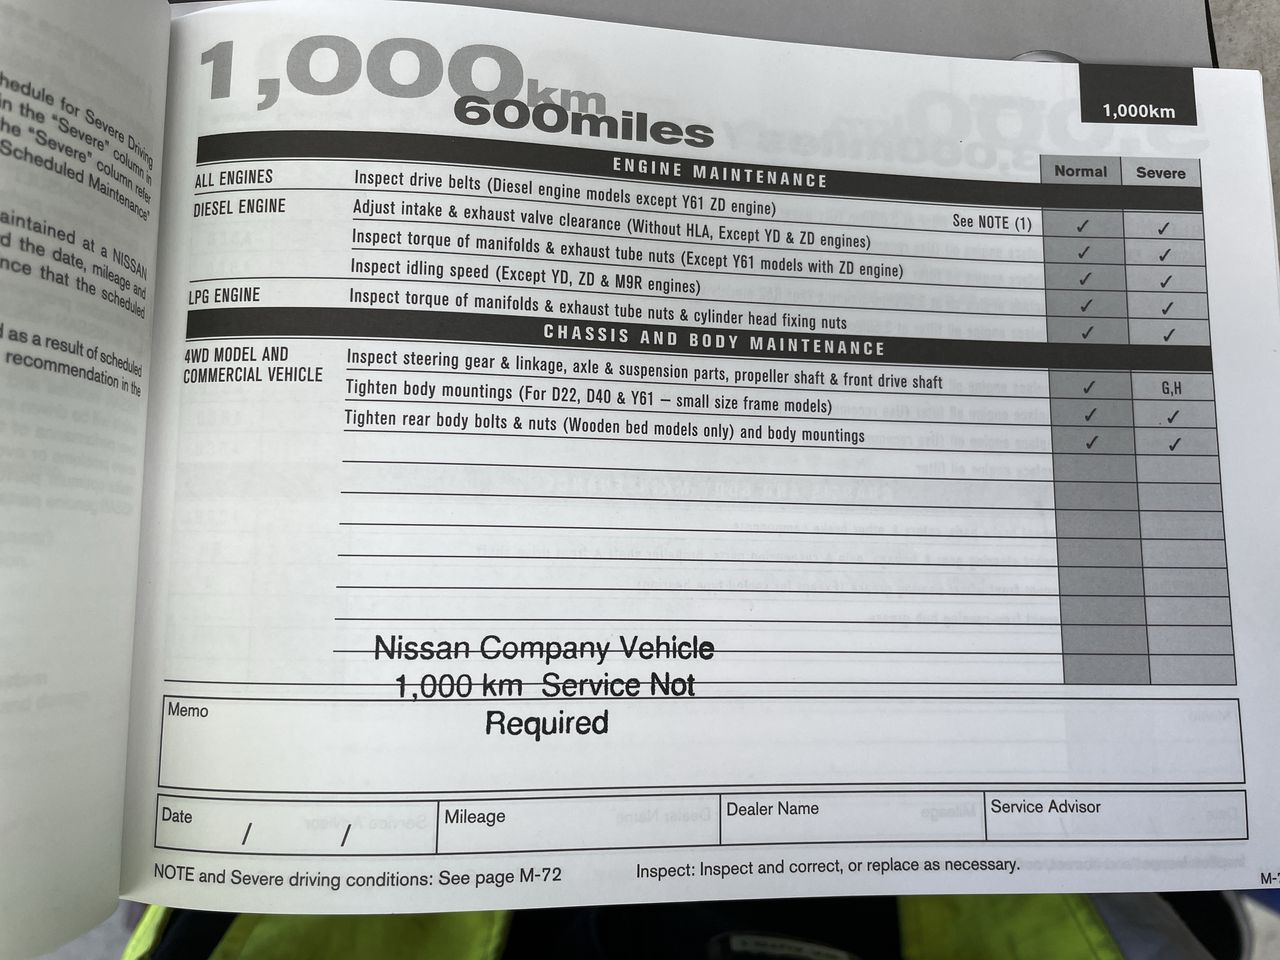 hedule for Severe Driving
in the "Severe" column in
he "Severe" column refer
Scheduled Maintenance"
aintained at a NISSAN
d the date, mileage and
nce that the scheduled
d as a result of scheduled
recommendation in the
1,000km
600miles
1,000km
ENGINE MAINTENANCE
Normal Severe
ALL ENGINES Inspect drive belts (Diesel engine models except Y61 ZD engine) See NOTE (1) ✓ ✓
DIESEL ENGINE Adjust intake & exhaust valve clearance (Without HLA, Except YD & ZD engines) ✓ ✓
Inspect torque of manifolds & exhaust tube nuts (Except Y61 models with ZD engine) ✓ ✓
Inspect idling speed (Except YD, ZD & M9R engines) ✓ ✓
LPG ENGINE Inspect torque of manifolds & exhaust tube nuts & cylinder head fixing nuts ✓ ✓
CHASSIS AND BODY MAINTENANCE
4WD MODEL AND
COMMERCIAL VEHICLE
Inspect steering gear & linkage, axle & suspension parts, propeller shaft & front drive shaft ✓ G,H
Tighten body mountings (For D22, D40 & Y61 – small size frame models) ✓ ✓
Tighten rear body bolts & nuts (Wooden bed models only) and body mountings ✓ ✓
Nissan Company Vehicle
1,000 km Service Not
Required
Memo
Date / / Mileage Dealer Name Service Advisor
NOTE and Severe driving conditions: See page M-72 Inspect: Inspect and correct, or replace as necessary.